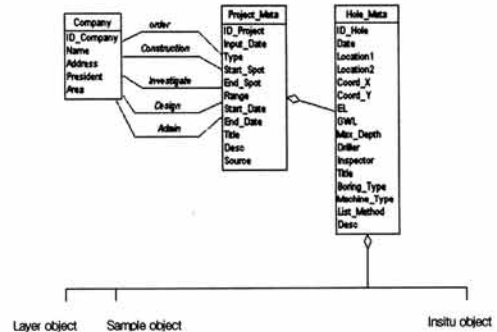 Company
ID_Company
Name
Address
President
Area
order
Construction
Investigate
Cesign
Admin
Project_Meta
ID_Project
Input_Date
Type
Start_Spot
End_Spot
Range
Start_Date
End_Date
Title
Desc
Source
Hole_Meta
ID_Hole
Date
Location1
Location2
Coord_X
Coord_Y
EL
GWL
Max_Depth
Driller
Inspector
Title
Boring_Type
Machine_Type
List_Method
Desc
Layer object
Sample object
Insitu object